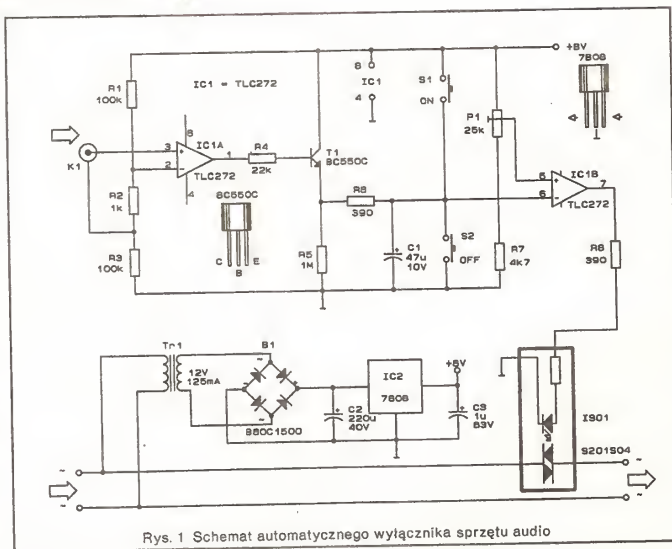 R1
100k
IC1 = TLC272
8
IC1
4
S1
ON
+8V
7808
P1
25k
K1
8
3
2
IC1A
1
TLC272
4
R4
22k
T1
BC550C
R6
390
5
6
IC1B
7
TLC272
R2
1k
BC550C
C
B
E
R3
100k
R5
1M
C1
47u
10V
S2
OFF
R7
4k7
390
Tr1
12V
125mA
B1
B80C1500
C2
220u
40V
IC2
7808
C3
1u
63V
ISO1
S201S04
Rys. 1 Schemat automatycznego wyłącznika sprzętu audio